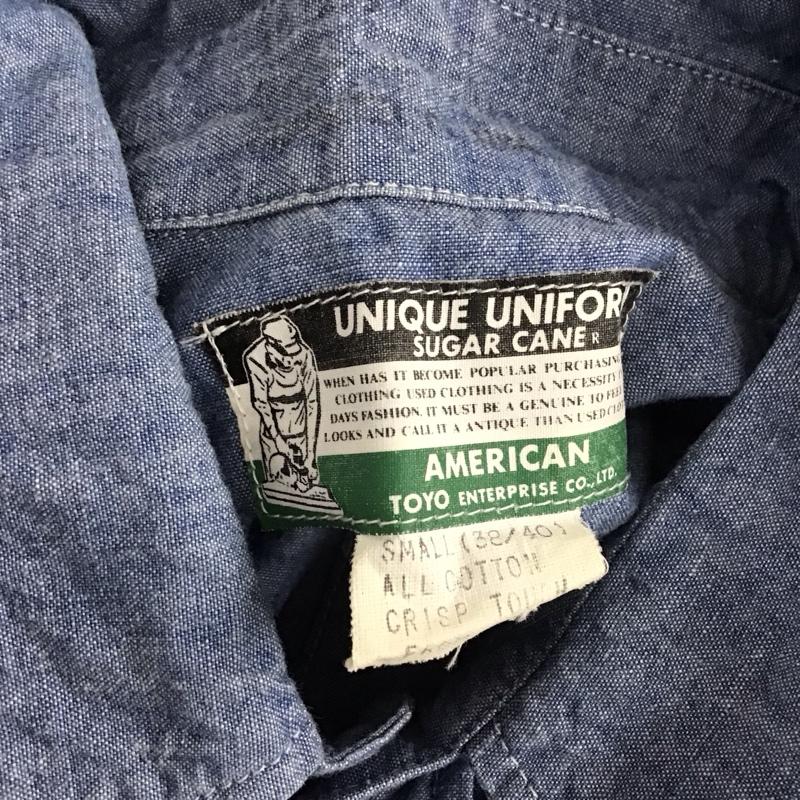 UNIQUE UNIFOR
SUGAR CANE R
WHEN HAS IT BECOME POPULAR PURCHASING
CLOTHING USED CLOTHING IS A NECESSITY
DAYS FASHION. IT MUST BE A GENUINE TO FEEL
LOOKS AND CALL IT A ANTIQUE THAN USED CLO
AMERICAN
TOYO ENTERPRISE CO., LTD.
SMALL (38/40)
ALL COTTON
CRISP TOUCH